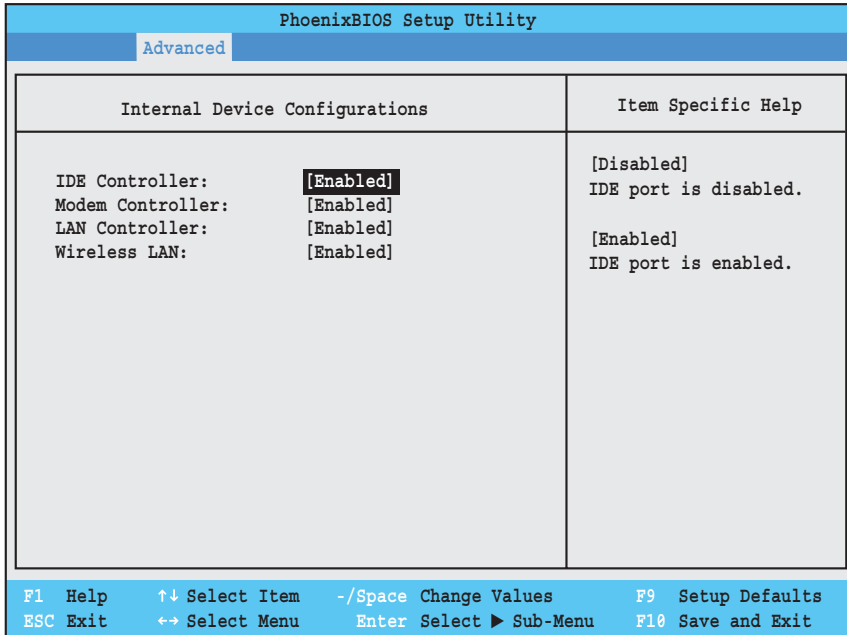 PhoenixBIOS Setup Utility
Advanced
Internal Device Configurations
Item Specific Help
IDE Controller: [Enabled]
Modem Controller: [Enabled]
LAN Controller: [Enabled]
Wireless LAN: [Enabled]
[Disabled]
IDE port is disabled.
[Enabled]
IDE port is enabled.
F1 Help ↑↓ Select Item -/Space Change Values F9 Setup Defaults
ESC Exit ←→ Select Menu Enter Select ▶ Sub-Menu F10 Save and Exit